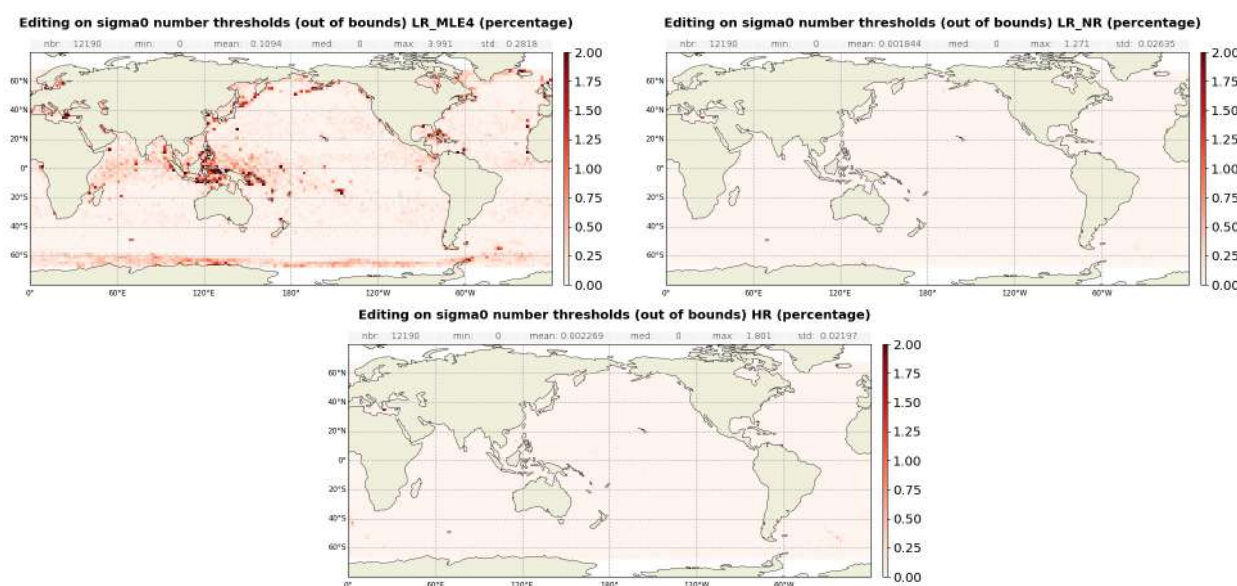 Editing on sigma0 number thresholds (out of bounds) LR_MLE4 (percentage)
nbr: 12190 min: 0 mean: 0.1094 med: 0 max: 3.991 std: 0.2818
2.00
1.75
1.50
1.25
1.00
0.75
0.50
0.25
0.00
60°N
40°N
20°N
0°
20°S
40°S
60°S
0° 60°E 120°E 180° 120°W 60°W
Editing on sigma0 number thresholds (out of bounds) LR_NR (percentage)
nbr: 12190 min: 0 mean: 0.001844 med: 0 max: 1.271 std: 0.02635
2.00
1.75
1.50
1.25
1.00
0.75
0.50
0.25
0.00
60°N
40°N
20°N
0°
20°S
40°S
60°S
0° 60°E 120°E 180° 120°W 60°W
Editing on sigma0 number thresholds (out of bounds) HR (percentage)
nbr: 12190 min: 0 mean: 0.002269 med: 0 max: 1.801 std: 0.02197
2.00
1.75
1.50
1.25
1.00
0.75
0.50
0.25
0.00
60°N
40°N
20°N
0°
20°S
40°S
60°S
0° 60°E 120°E 180° 120°W 60°W